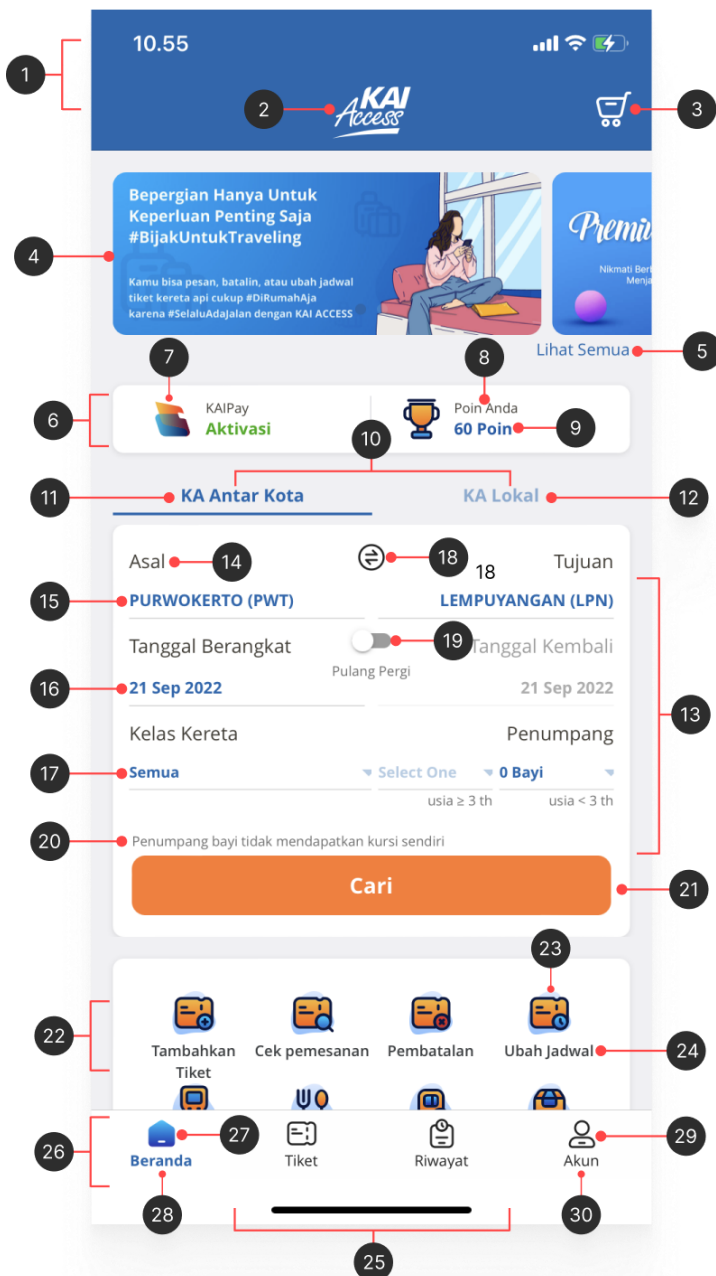 10.55
1
2
KAI
Access
3
Bepergian Hanya Untuk
Keperluan Penting Saja
#BijakUntukTraveling
Kamu bisa pesan, batalin, atau ubah jadwal
tiket kereta api cukup #DiRumahAja
karena #SelaluAdaJalan dengan KAI ACCESS
4
7
8
Lihat Semua
5
6
KAIPay
Aktivasi
Poin Anda
60 Poin
9
10
11
KA Antar Kota
KA Lokal
12
Asal
14
18
18
Tujuan
15
PURWOKERTO (PWT)
LEMPUYANGAN (LPN)
Tanggal Berangkat
19
Tanggal Kembali
Pulang Pergi
16
21 Sep 2022
21 Sep 2022
13
Kelas Kereta
Penumpang
17
Semua
Select One
0 Bayi
usia ≥ 3 th
usia < 3 th
20
Penumpang bayi tidak mendapatkan kursi sendiri
Cari
21
23
22
Tambahkan
Tiket
Cek pemesanan
Pembatalan
Ubah Jadwal
24
26
27
29
Beranda
Tiket
Riwayat
Akun
28
25
30